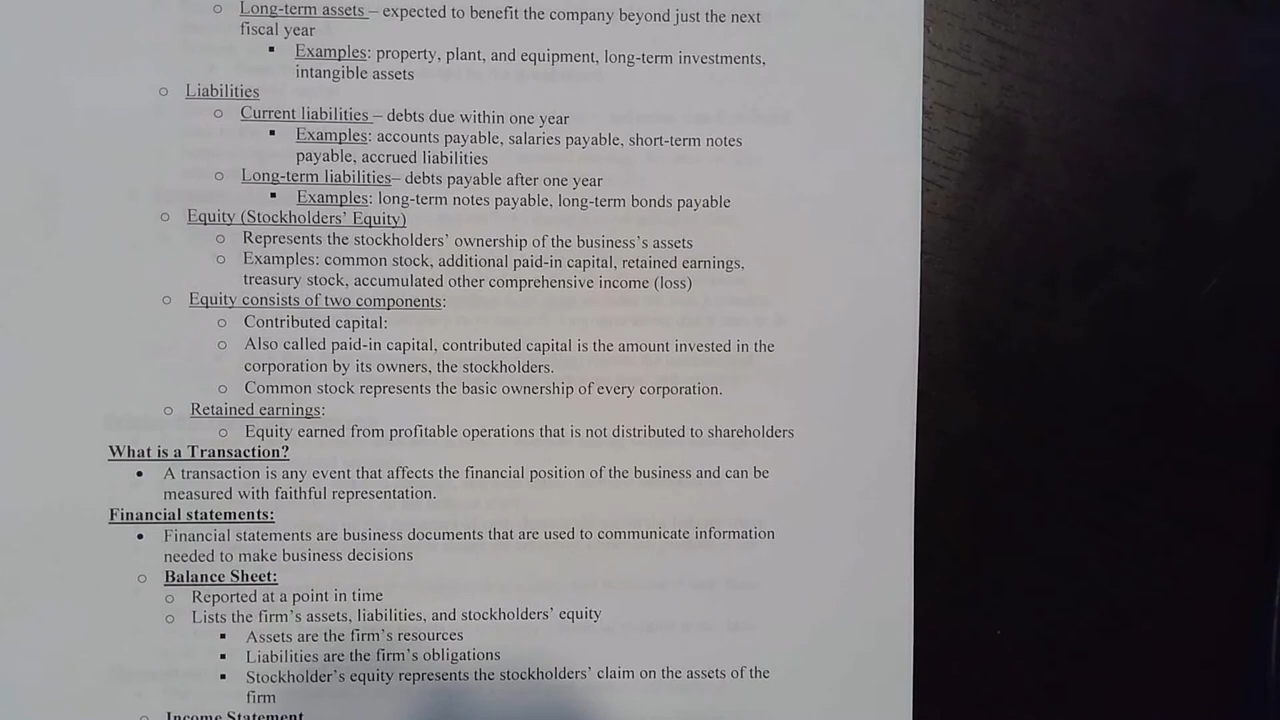 o Long-term assets – expected to benefit the company beyond just the next
fiscal year
▪ Examples: property, plant, and equipment, long-term investments,
intangible assets
o Liabilities
o Current liabilities – debts due within one year
▪ Examples: accounts payable, salaries payable, short-term notes
payable, accrued liabilities
o Long-term liabilities– debts payable after one year
▪ Examples: long-term notes payable, long-term bonds payable
o Equity (Stockholders’ Equity)
o Represents the stockholders’ ownership of the business’s assets
o Examples: common stock, additional paid-in capital, retained earnings,
treasury stock, accumulated other comprehensive income (loss)
o Equity consists of two components:
o Contributed capital:
o Also called paid-in capital, contributed capital is the amount invested in the
corporation by its owners, the stockholders.
o Common stock represents the basic ownership of every corporation.
o Retained earnings:
o Equity earned from profitable operations that is not distributed to shareholders
What is a Transaction?
• A transaction is any event that affects the financial position of the business and can be
measured with faithful representation.
Financial statements:
• Financial statements are business documents that are used to communicate information
needed to make business decisions
o Balance Sheet:
o Reported at a point in time
o Lists the firm’s assets, liabilities, and stockholders’ equity
▪ Assets are the firm’s resources
▪ Liabilities are the firm’s obligations
▪ Stockholder’s equity represents the stockholders’ claim on the assets of the
firm
o Income Statement